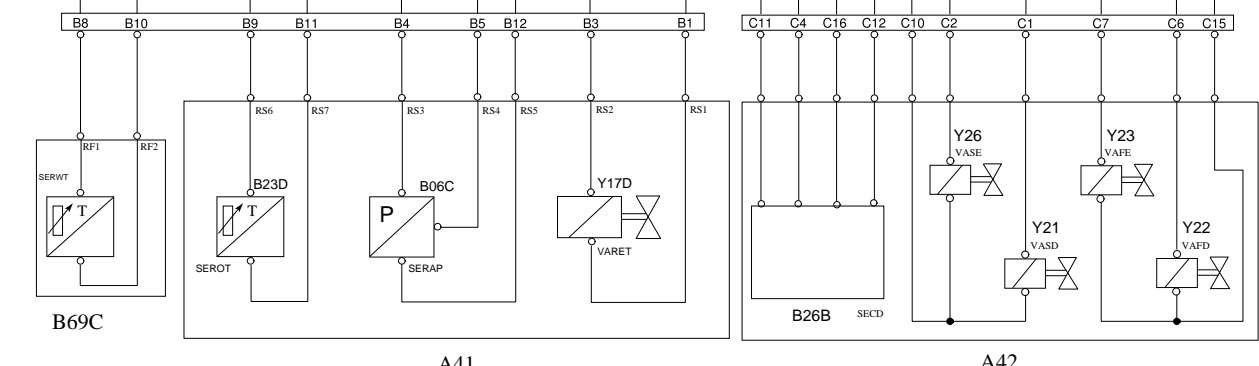 B8 B10 B9 B11 B4 B5 B12 B3 B1 C11 C4 C16 C12 C10 C2 C1 C7 C6 C15
RS6 RS7 RS3 RS4 RS5 RS2 RS1
RF1 RF2
Y26 Y23
VASE VAFE
SERWT
B23D B06C Y17D
T T P
Y21 Y22
VASD VAFD
SEROT SERAP VARET
B26B SECD
B69C
A41 A42